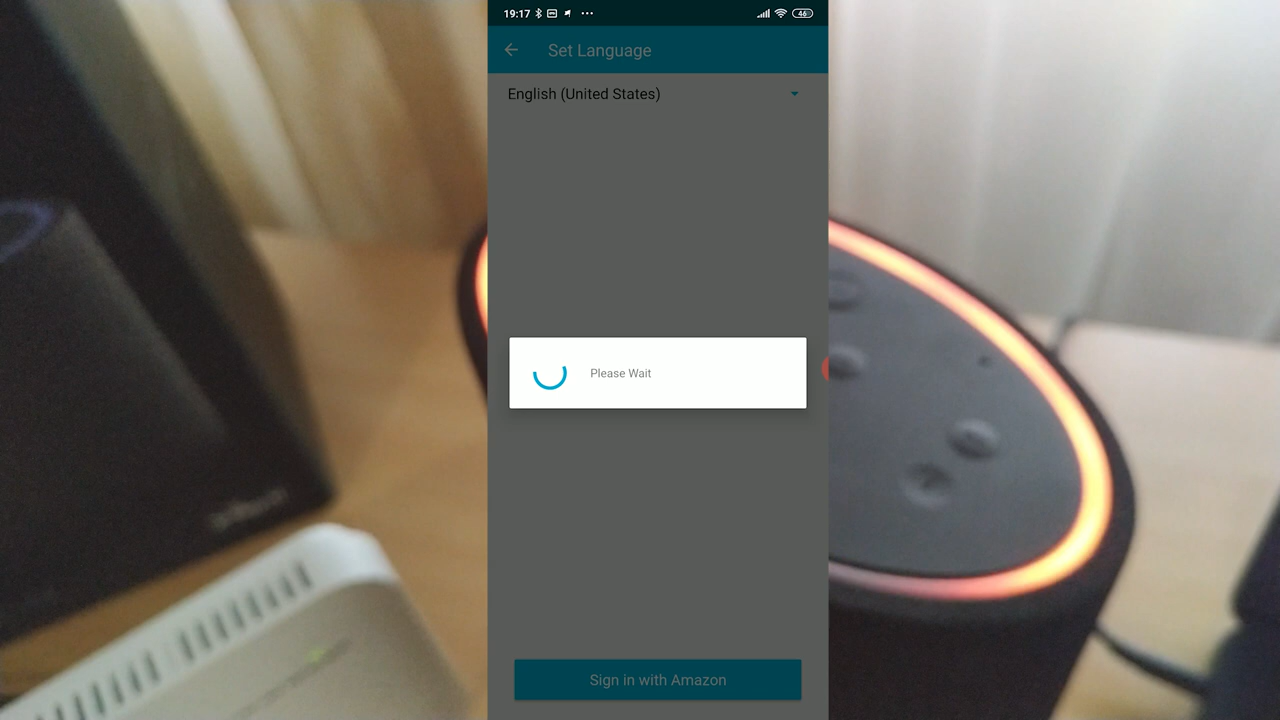 19:17
46
Set Language
English (United States)
Please Wait
Sign in with Amazon